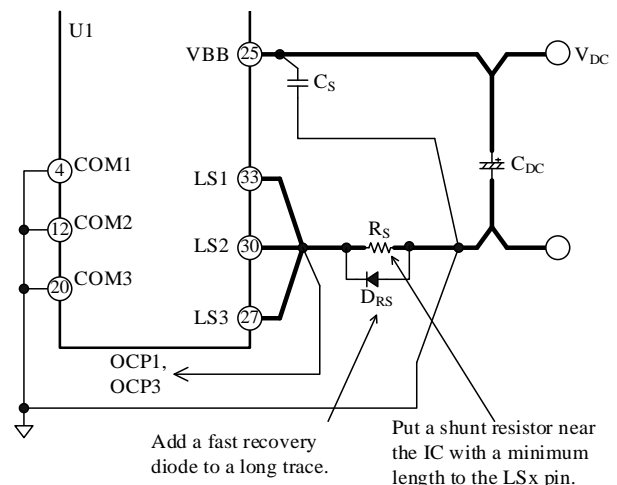 U1
VBB
25
V_DC
C_S
4
COM1
LS1
33
C_DC
12
COM2
LS2
30
R_S
20
COM3
D_RS
LS3
27
OCP1,
OCP3
Add a fast recovery
diode to a long trace.
Put a shunt resistor near
the IC with a minimum
length to the LSx pin.